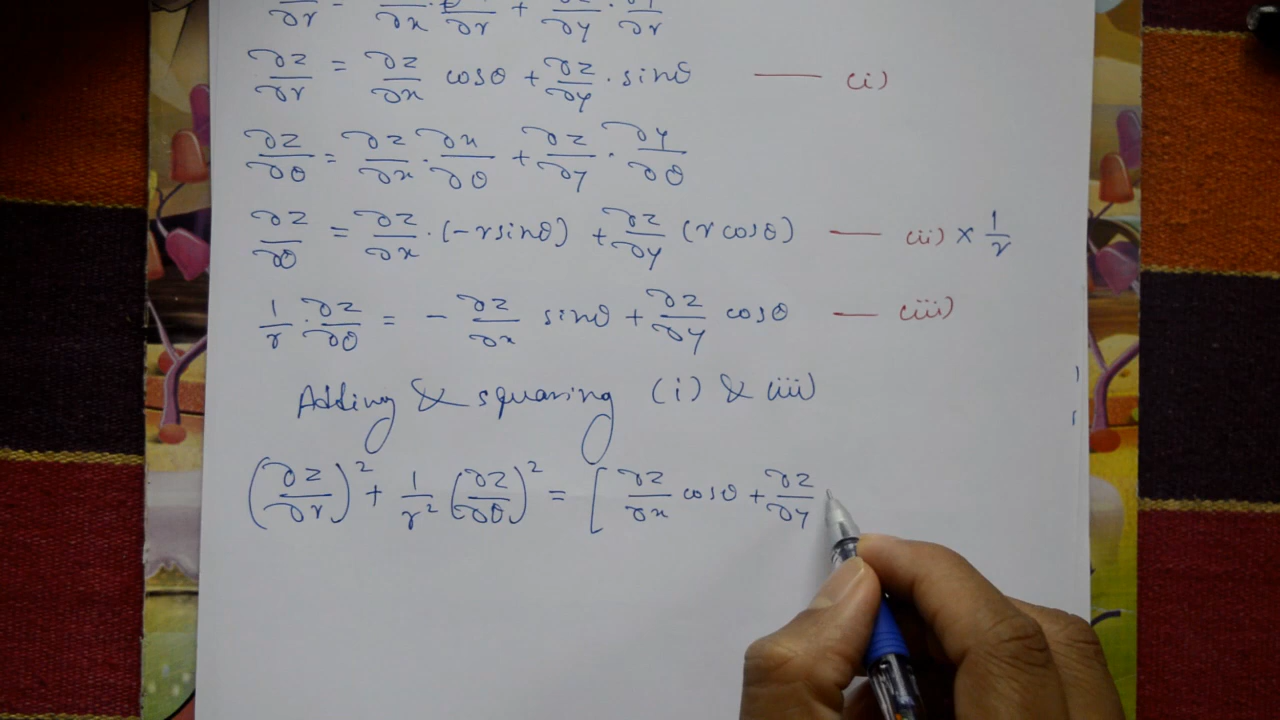 ∂z/∂r = ∂z/∂x · ∂x/∂r + ∂z/∂y · ∂y/∂r
∂z/∂r = ∂z/∂x cosθ + ∂z/∂y · sinθ — (i)
∂z/∂θ = ∂z/∂x · ∂x/∂θ + ∂z/∂y · ∂y/∂θ
∂z/∂θ = ∂z/∂x · (-r sinθ) + ∂z/∂y (r cosθ) — (ii) × 1/r
1/r · ∂z/∂θ = - ∂z/∂x sinθ + ∂z/∂y cosθ — (iii)
Adding & squaring (i) & (iii)
(∂z/∂r)² + 1/r² (∂z/∂θ)² = [ ∂z/∂x cosθ + ∂z/∂y